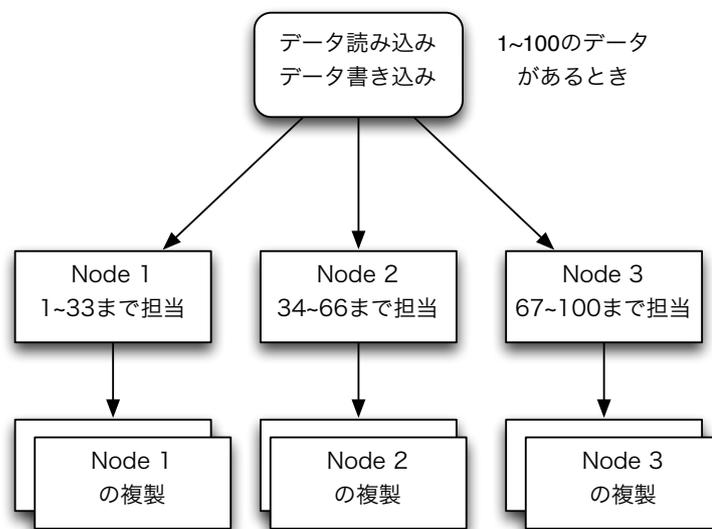 データ読み込み
データ書き込み
1~100のデータ
があるとき
Node 1
1~33まで担当
Node 2
34~66まで担当
Node 3
67~100まで担当
Node 1
の複製
Node 2
の複製
Node 3
の複製